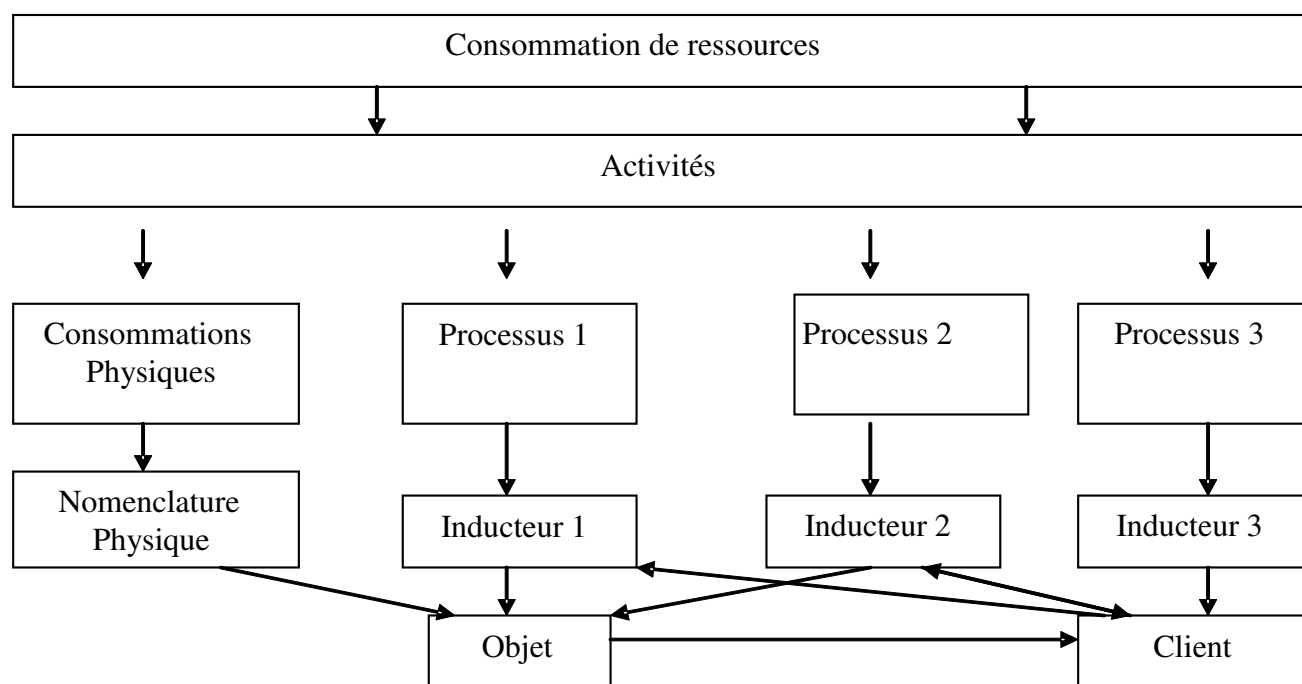 Consommation de ressources
Activités
Consommations
Physiques
Processus 1
Processus 2
Processus 3
Nomenclature
Physique
Inducteur 1
Inducteur 2
Inducteur 3
Objet
Client